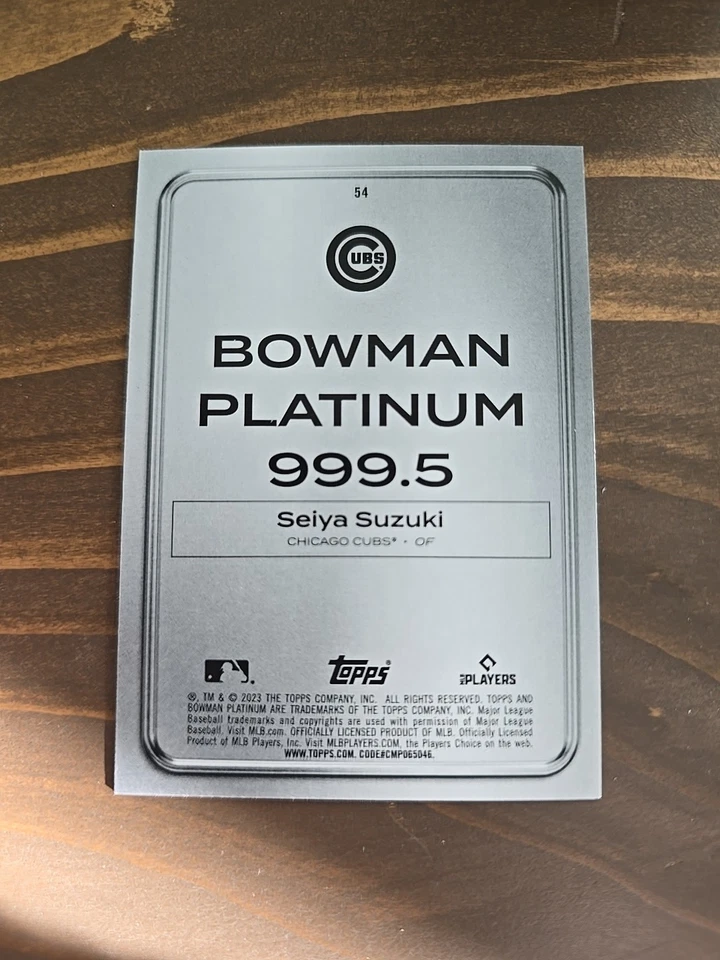 54
CUBS®
BOWMAN
PLATINUM
999.5
Seiya Suzuki
CHICAGO CUBS® · OF
Topps®
MLB PLAYERS
®, TM & © 2023 THE TOPPS COMPANY, INC. ALL RIGHTS RESERVED. TOPPS AND
BOWMAN PLATINUM ARE TRADEMARKS OF THE TOPPS COMPANY, INC. Major League
Baseball trademarks and copyrights are used with permission of Major League
Baseball. Visit MLB.com. OFFICIALLY LICENSED PRODUCT OF MLB. Officially Licensed
Product of MLB Players, Inc. Visit MLBPLAYERS.COM, the Players Choice on the web.
WWW.TOPPS.COM. CODE#CMP065046.